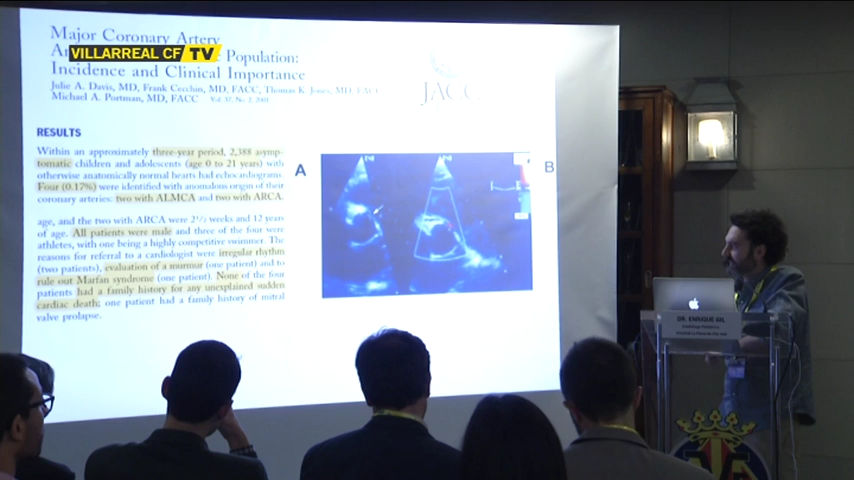 Major Coronary Artery
VILLARREAL CF TV
Population:
Incidence and Clinical Importance
Julie A. Davis, MD, Frank Cecchin, MD, FACC, Thomas K. Jones, MD, FACC
Michael A. Portman, MD, FACC Vol. 37, No. 2, 2001
JACC
RESULTS
Within an approximately three-year period, 2,388 asymp-
tomatic children and adolescents (age 0 to 21 years) with
otherwise anatomically normal hearts had echocardiograms.
Four (0.17%) were identified with anomalous origin of their
coronary arteries: two with ALMCA and two with ARCA.
age, and the two with ARCA were 2½ weeks and 12 years
of age. All patients were male and three of the four were
athletes, with one being a highly competitive swimmer. The
reasons for referral to a cardiologist were irregular rhythm
(two patients), evaluation of a murmur (one patient) and to
rule out Marfan syndrome (one patient). None of the four
patients had a family history for any unexplained sudden
cardiac death; one patient had a family history of mitral
valve prolapse.
A
B
DR. ENRIQUE GIL